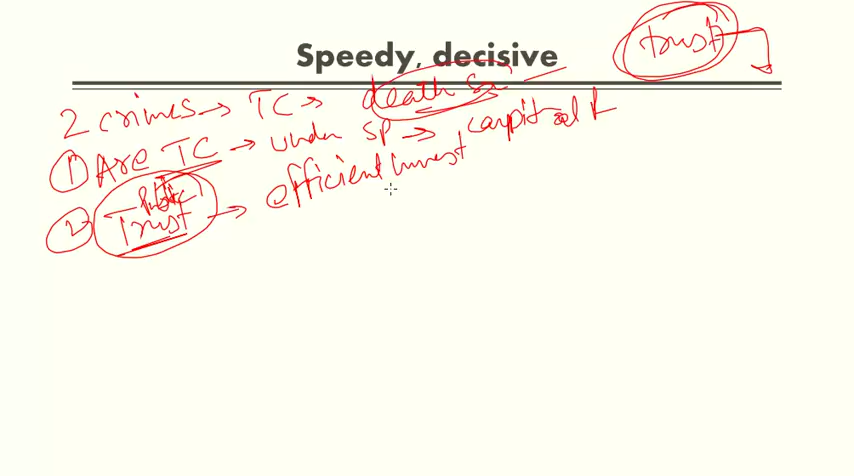 Speedy, decisive
trust
2 crimes → TC → death
① Are TC → under SP → capital
② Trust → efficient invest